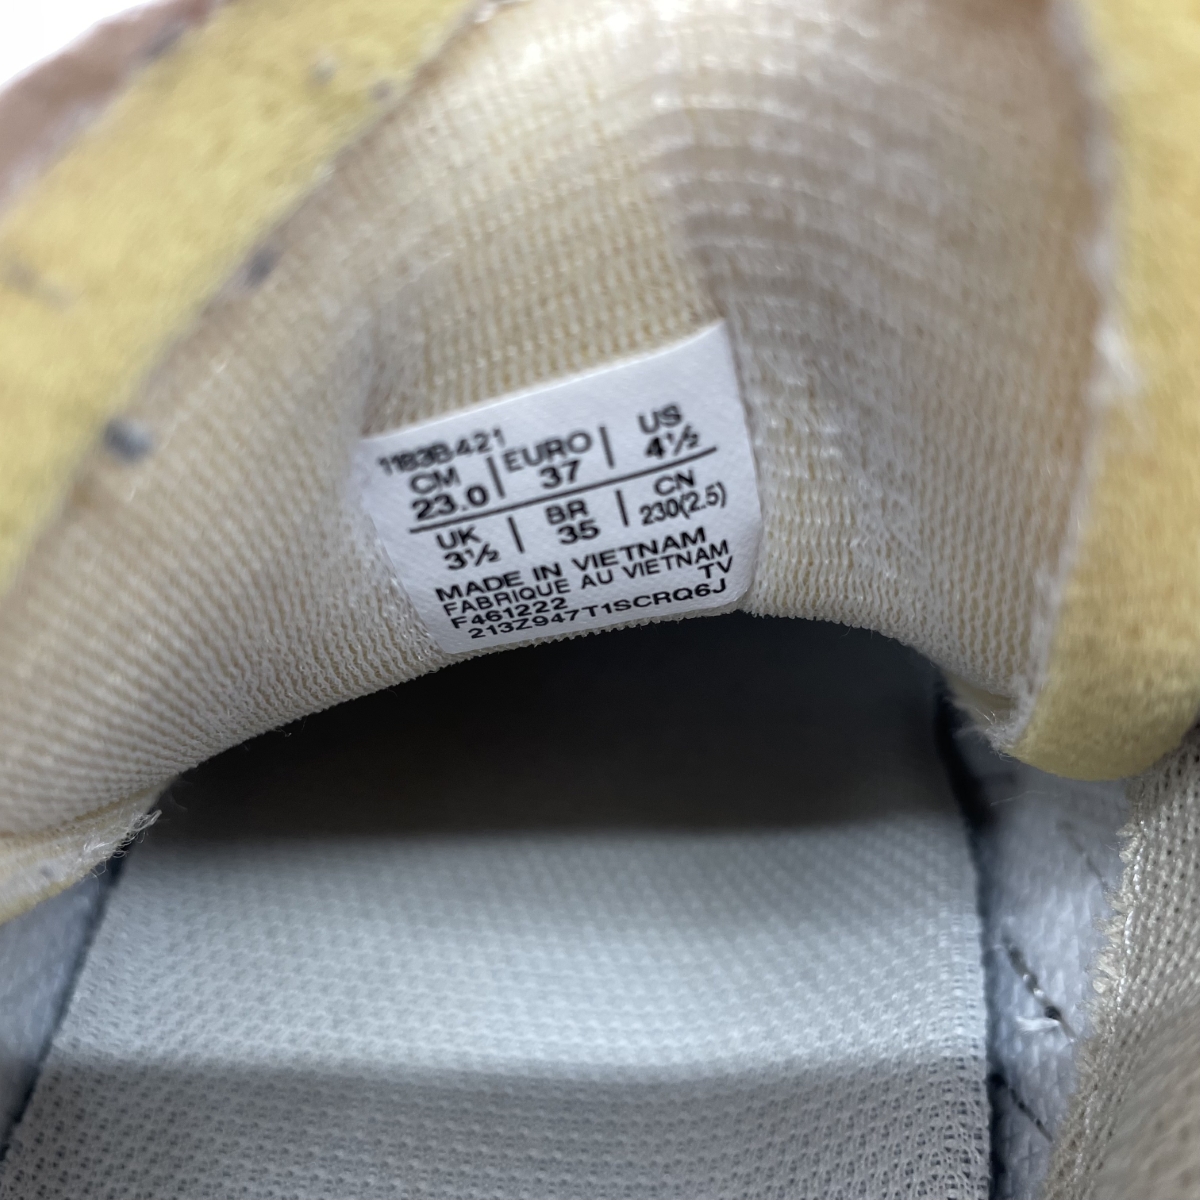 1183B421
CM | EURO | US
23.0 | 37 | 4½
UK | BR | CN
3½ | 35 | 230(2.5)
MADE IN VIETNAM
FABRIQUE AU VIETNAM
F461222 TV
213Z947T1SCRQ6J